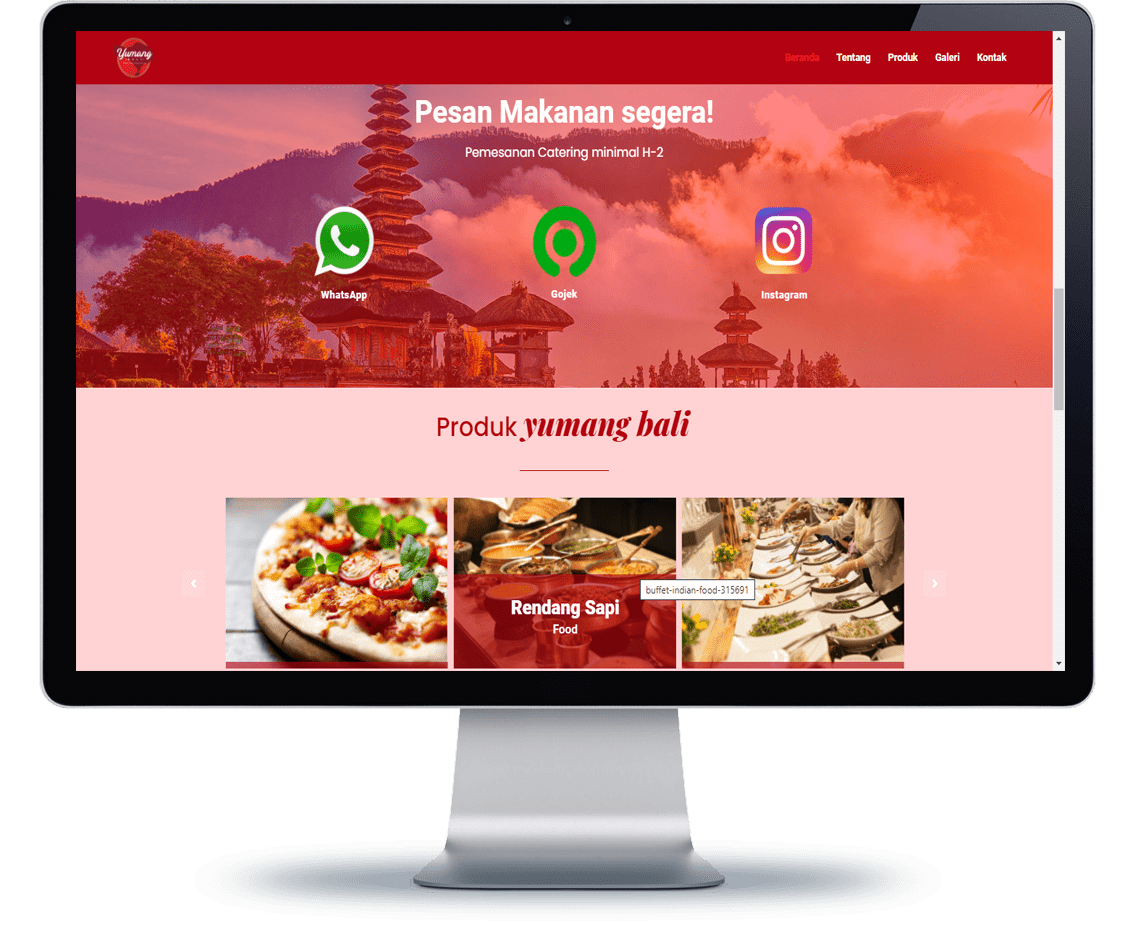 Yumang
Beranda Tentang Produk Galeri Kontak
Pesan Makanan segera!
Pemesanan Catering minimal H-2
WhatsApp Gojek Instagram
Produk yumang bali
buffet-indian-food-315691
Rendang Sapi
Food